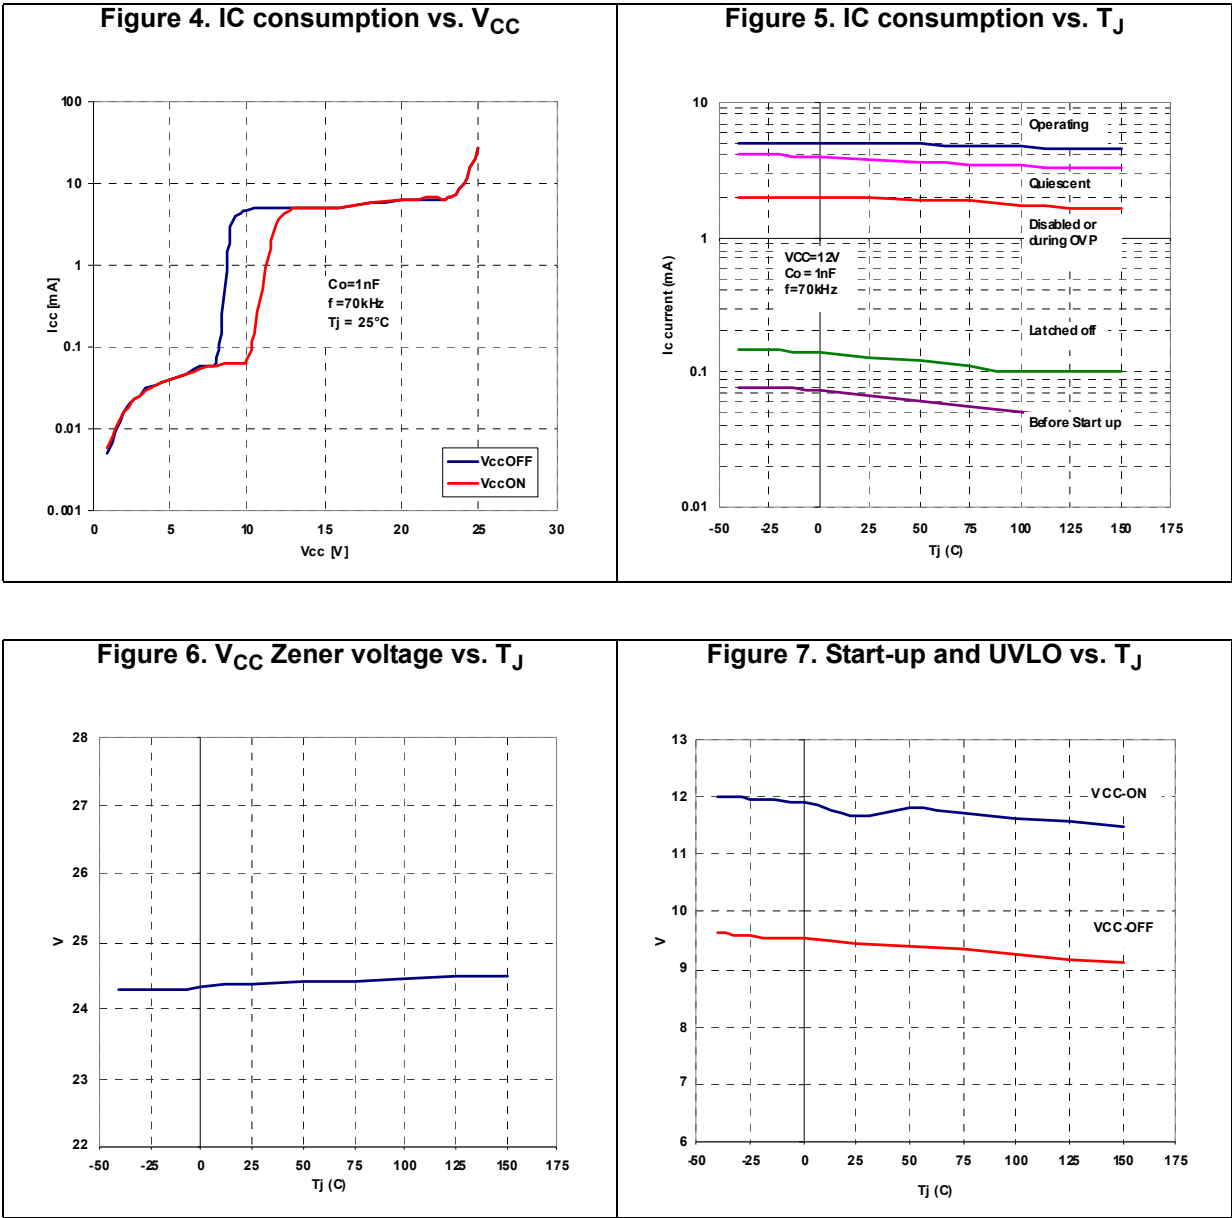 Figure 4. IC consumption vs. VCC
100
10
1
0.1
0.01
0.001
Icc [mA]
Co=1nF
f =70kHz
Tj = 25°C
VccOFF
VccON
0 5 10 15 20 25 30
Vcc [V]
Figure 5. IC consumption vs. TJ
10
1
0.1
0.01
Ic current (mA)
Operating
Quiescent
Disabled or
during OVP
VCC=12V
Co = 1nF
f=70kHz
Latched off
Before Start up
-50 -25 0 25 50 75 100 125 150 175
Tj (C)
Figure 6. VCC Zener voltage vs. TJ
28
27
26
25
24
23
22
V
-50 -25 0 25 50 75 100 125 150 175
Tj (C)
Figure 7. Start-up and UVLO vs. TJ
13
12
11
10
9
8
7
6
V
VCC-ON
VCC-OFF
-50 -25 0 25 50 75 100 125 150 175
Tj (C)